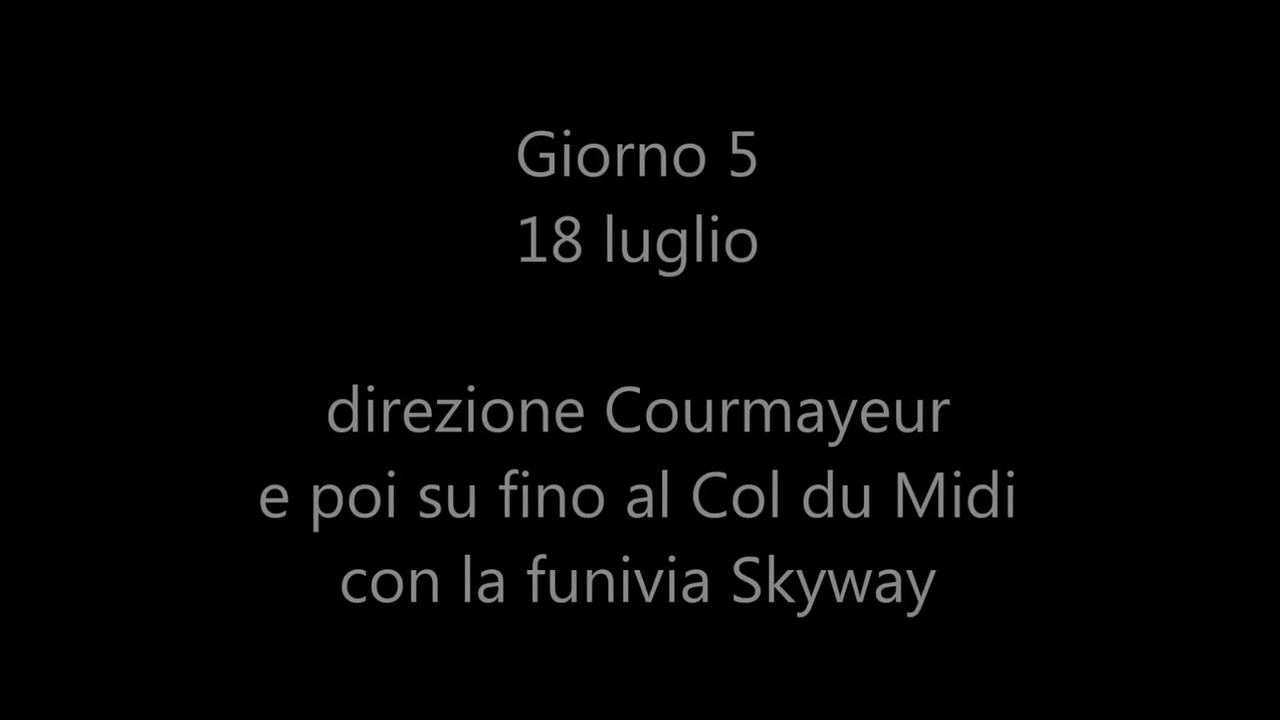 Giorno 5
18 luglio
direzione Courmayeur
e poi su fino al Col du Midi
con la funivia Skyway